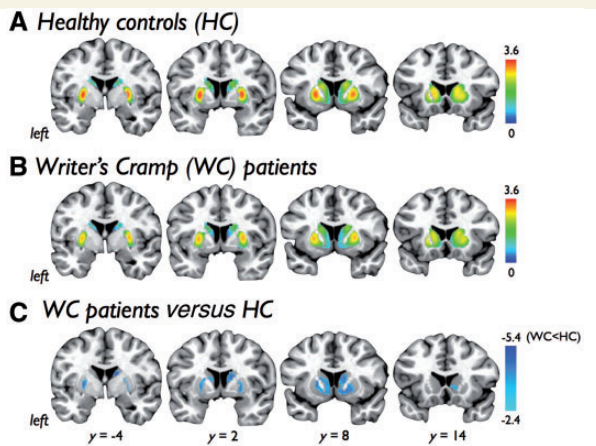 A Healthy controls (HC)
3.6
0
left
B Writer's Cramp (WC) patients
3.6
0
left
C WC patients versus HC
-5.4 (WC<HC)
-2.4
left
y = -4 y = 2 y = 8 y = 14